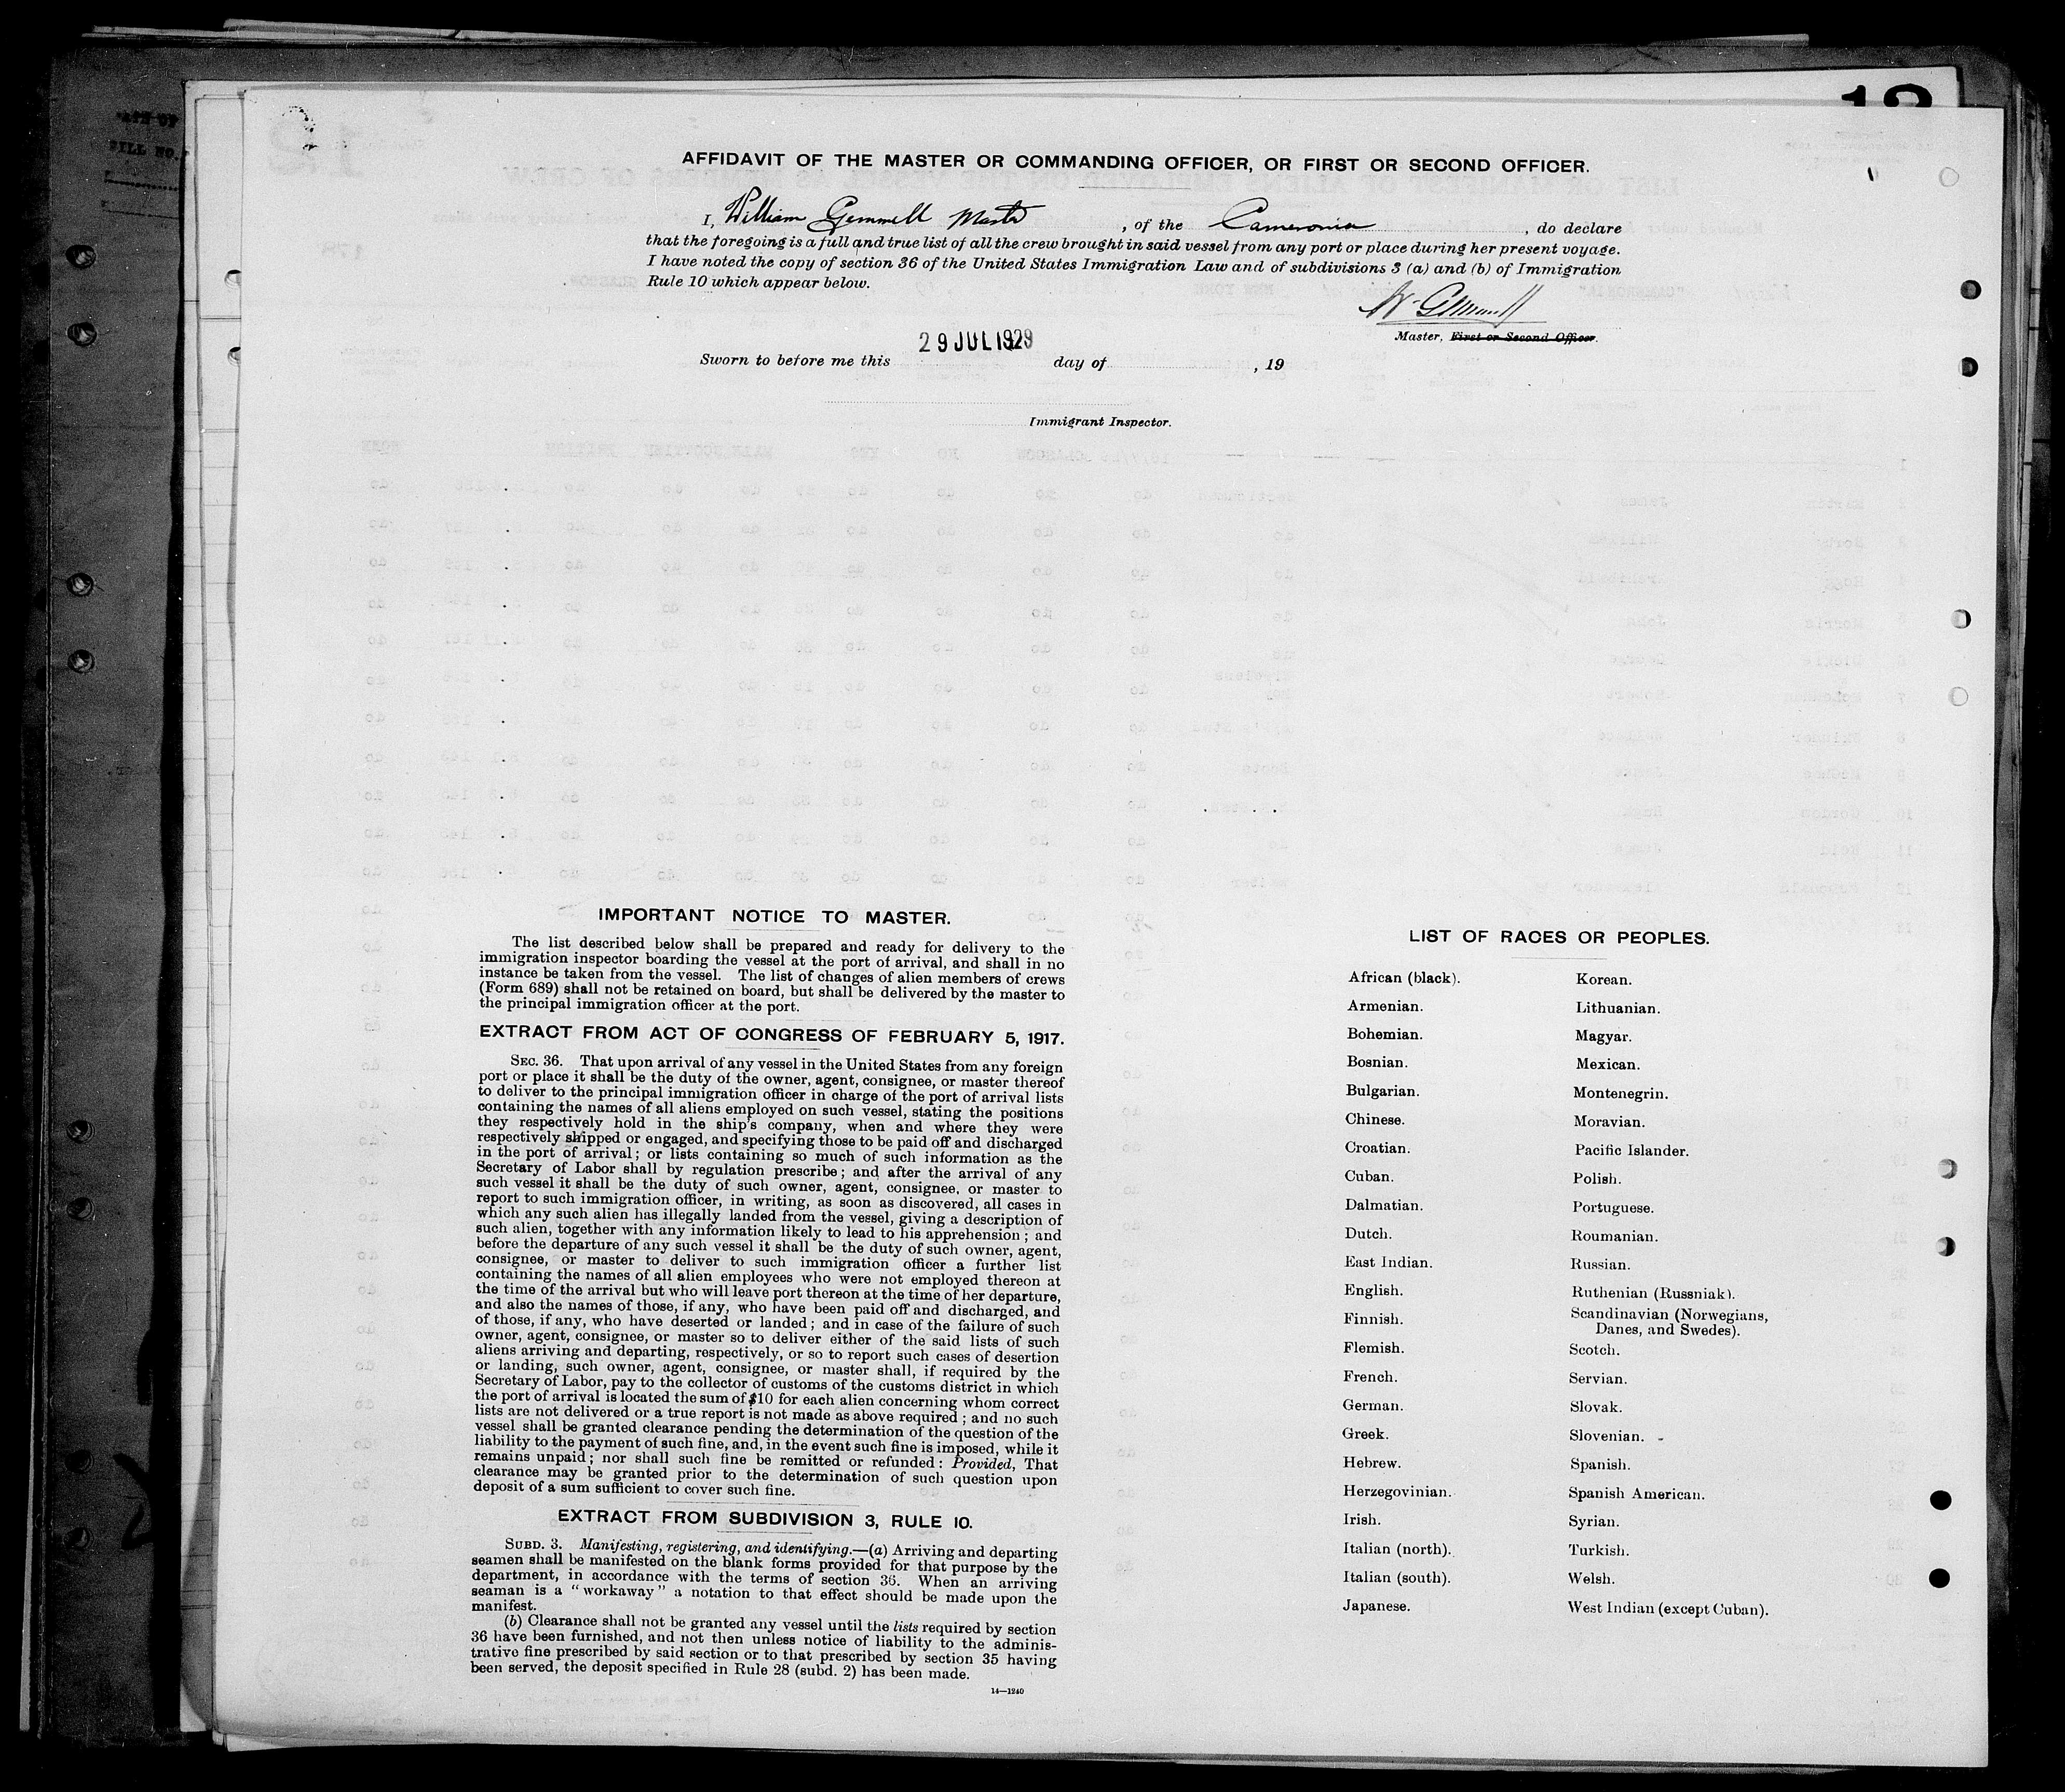 12
AFFIDAVIT OF THE MASTER OR COMMANDING OFFICER, OR FIRST OR SECOND OFFICER.
I, William Gemmell Master, of the Cameronia, do declare
that the foregoing is a full and true list of all the crew brought in said vessel from any port or place during her present voyage.
I have noted the copy of section 36 of the United States Immigration Law and of subdivisions 3 (a) and (b) of Immigration
Rule 10 which appear below.
W. Gemmell
Master, First or Second Officer.
29 JUL 1929
Sworn to before me this day of , 19
Immigrant Inspector.
IMPORTANT NOTICE TO MASTER.
The list described below shall be prepared and ready for delivery to the
immigration inspector boarding the vessel at the port of arrival, and shall in no
instance be taken from the vessel. The list of changes of alien members of crews
(Form 689) shall not be retained on board, but shall be delivered by the master to
the principal immigration officer at the port.
EXTRACT FROM ACT OF CONGRESS OF FEBRUARY 5, 1917.
SEC. 36. That upon arrival of any vessel in the United States from any foreign
port or place it shall be the duty of the owner, agent, consignee, or master thereof
to deliver to the principal immigration officer in charge of the port of arrival lists
containing the names of all aliens employed on such vessel, stating the positions
they respectively hold in the ship's company, when and where they were
respectively shipped or engaged, and specifying those to be paid off and discharged
in the port of arrival; or lists containing so much of such information as the
Secretary of Labor shall by regulation prescribe; and after the arrival of any
such vessel it shall be the duty of such owner, agent, consignee, or master to
report to such immigration officer, in writing, as soon as discovered, all cases in
which any such alien has illegally landed from the vessel, giving a description of
such alien, together with any information likely to lead to his apprehension; and
before the departure of any such vessel it shall be the duty of such owner, agent,
consignee, or master to deliver to such immigration officer a further list
containing the names of all alien employees who were not employed thereon at
the time of the arrival but who will leave port thereon at the time of her departure,
and also the names of those, if any, who have been paid off and discharged, and
of those, if any, who have deserted or landed; and in case of the failure of such
owner, agent, consignee, or master so to deliver either of the said lists of such
aliens arriving and departing, respectively, or so to report such cases of desertion
or landing, such owner, agent, consignee, or master shall, if required by the
Secretary of Labor, pay to the collector of customs of the customs district in which
the port of arrival is located the sum of $10 for each alien concerning whom correct
lists are not delivered or a true report is not made as above required; and no such
vessel shall be granted clearance pending the determination of the question of the
liability to the payment of such fine, and, in the event such fine is imposed, while it
remains unpaid; nor shall such fine be remitted or refunded: Provided, That
clearance may be granted prior to the determination of such question upon
deposit of a sum sufficient to cover such fine.
EXTRACT FROM SUBDIVISION 3, RULE 10.
SUBD. 3. Manifesting, registering, and identifying.—(a) Arriving and departing
seamen shall be manifested on the blank forms provided for that purpose by the
department, in accordance with the terms of section 36. When an arriving
seaman is a "workaway" a notation to that effect should be made upon the
manifest.
(b) Clearance shall not be granted any vessel until the lists required by section
36 have been furnished, and not then unless notice of liability to the adminis-
trative fine prescribed by said section or to that prescribed by section 35 having
been served, the deposit specified in Rule 28 (subd. 2) has been made.
14—1240
LIST OF RACES OR PEOPLES.
African (black).
Armenian.
Bohemian.
Bosnian.
Bulgarian.
Chinese.
Croatian.
Cuban.
Dalmatian.
Dutch.
East Indian.
English.
Finnish.
Flemish.
French.
German.
Greek.
Hebrew.
Herzegovinian.
Irish.
Italian (north).
Italian (south).
Japanese.
Korean.
Lithuanian.
Magyar.
Mexican.
Montenegrin.
Moravian.
Pacific Islander.
Polish.
Portuguese.
Roumanian.
Russian.
Ruthenian (Russniak).
Scandinavian (Norwegians,
Danes, and Swedes).
Scotch.
Servian.
Slovak.
Slovenian.
Spanish.
Spanish American.
Syrian.
Turkish.
Welsh.
West Indian (except Cuban).